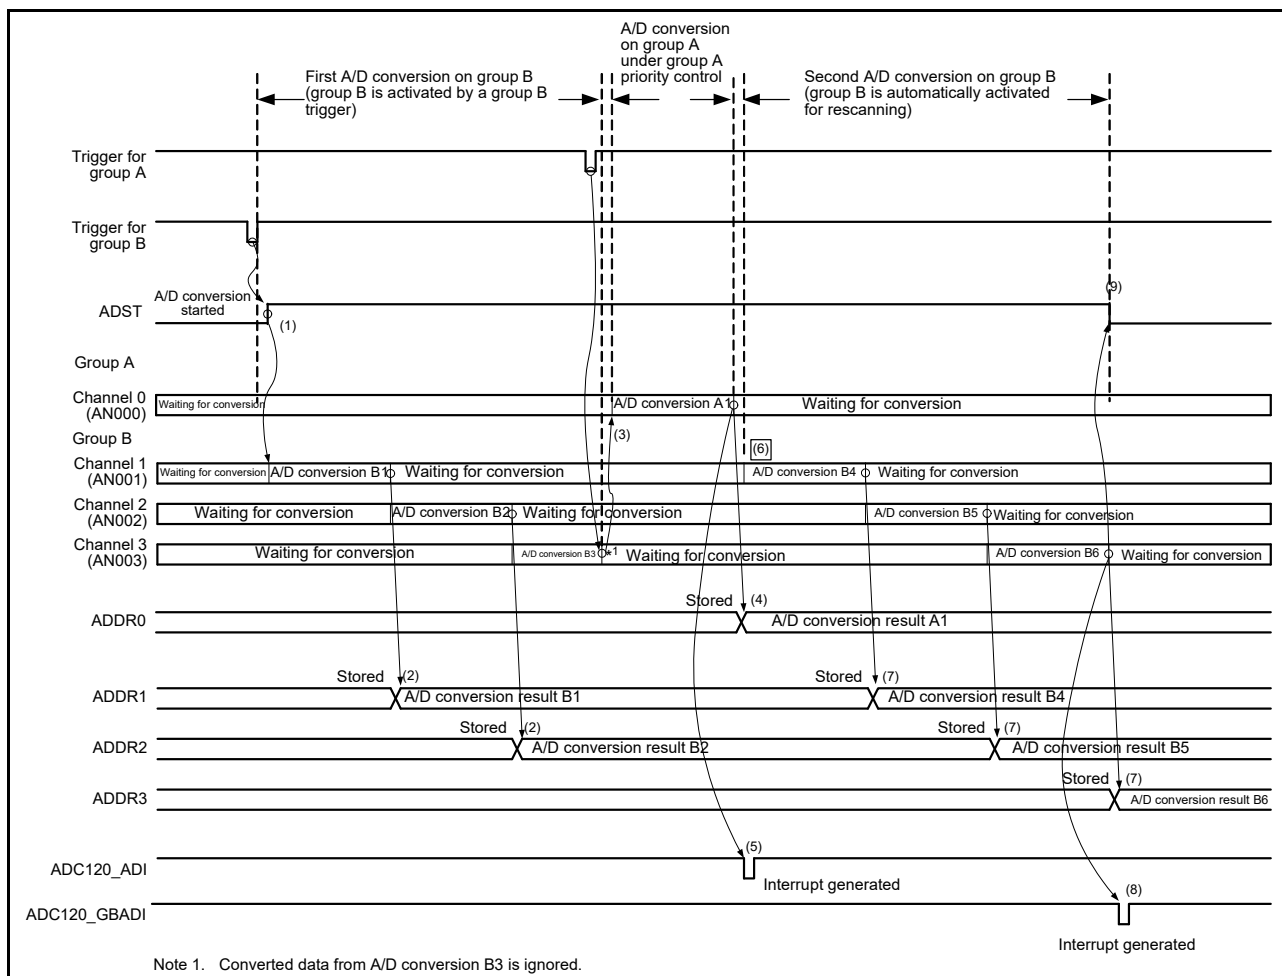 A/D conversion
on group A
under group A
priority control
First A/D conversion on group B
(group B is activated by a group B
trigger)
Second A/D conversion on group B
(group B is automatically activated
for rescanning)
Trigger for
group A
Trigger for
group B
A/D conversion
started
ADST
(1)
(9)
Group A
Channel 0
(AN000)
Waiting for conversion
A/D conversion A1
Waiting for conversion
(3)
Group B
(6)
Channel 1
(AN001)
Waiting for conversion
A/D conversion B1
Waiting for conversion
A/D conversion B4
Waiting for conversion
Channel 2
(AN002)
Waiting for conversion
A/D conversion B2
Waiting for conversion
A/D conversion B5
Waiting for conversion
Channel 3
(AN003)
Waiting for conversion
A/D conversion B3
*1
Waiting for conversion
A/D conversion B6
Waiting for conversion
ADDR0
Stored
(4)
A/D conversion result A1
ADDR1
Stored
(2)
A/D conversion result B1
Stored
(7)
A/D conversion result B4
ADDR2
Stored
(2)
A/D conversion result B2
Stored
(7)
A/D conversion result B5
ADDR3
Stored
(7)
A/D conversion result B6
ADC120_ADI
(5)
Interrupt generated
ADC120_GBADI
(8)
Interrupt generated
Note 1. Converted data from A/D conversion B3 is ignored.